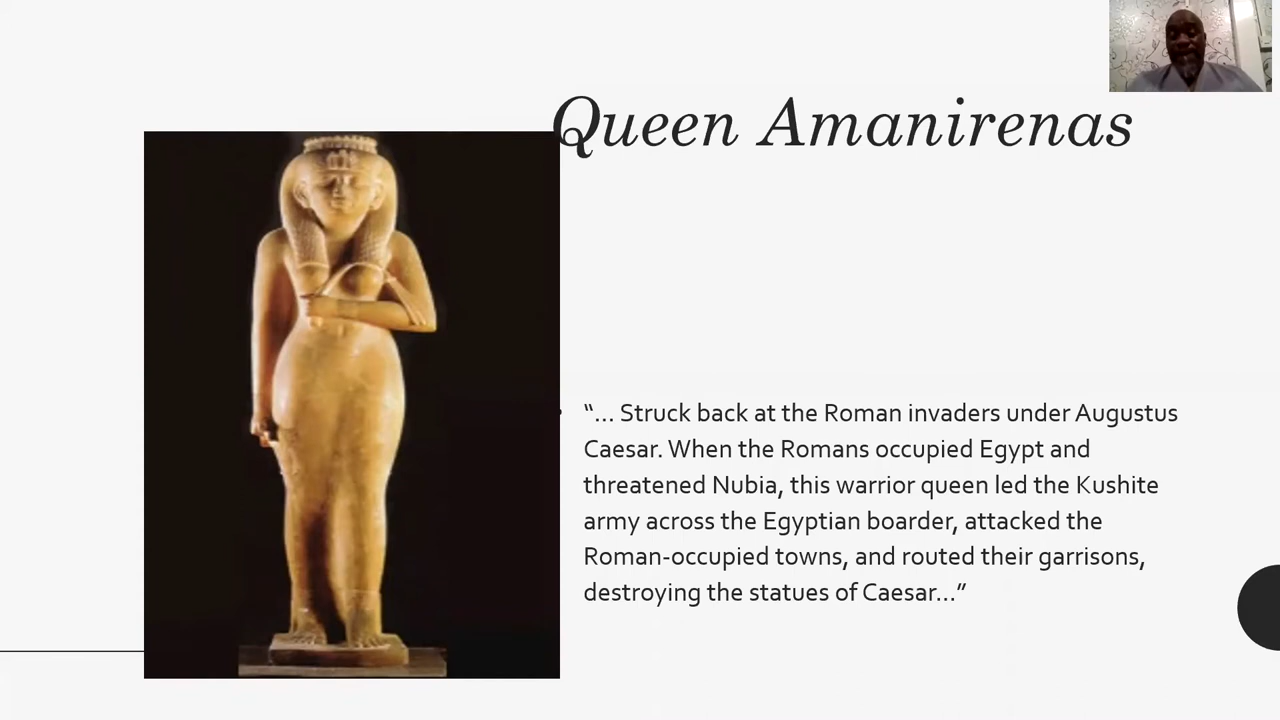 Queen Amanirenas
• “... Struck back at the Roman invaders under Augustus
Caesar. When the Romans occupied Egypt and
threatened Nubia, this warrior queen led the Kushite
army across the Egyptian boarder, attacked the
Roman-occupied towns, and routed their garrisons,
destroying the statues of Caesar...”